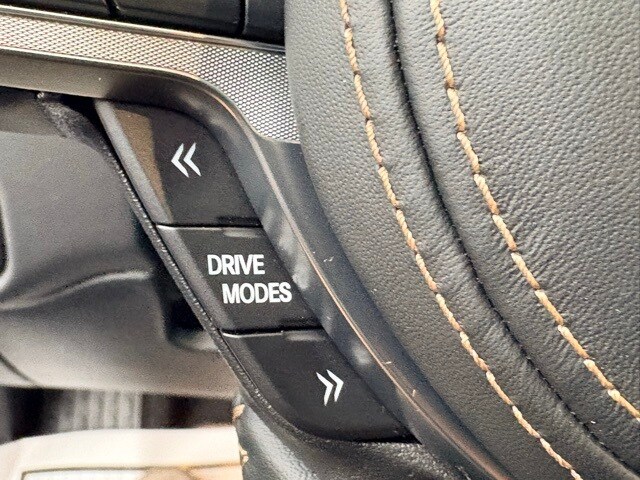 «
DRIVE
MODES
»